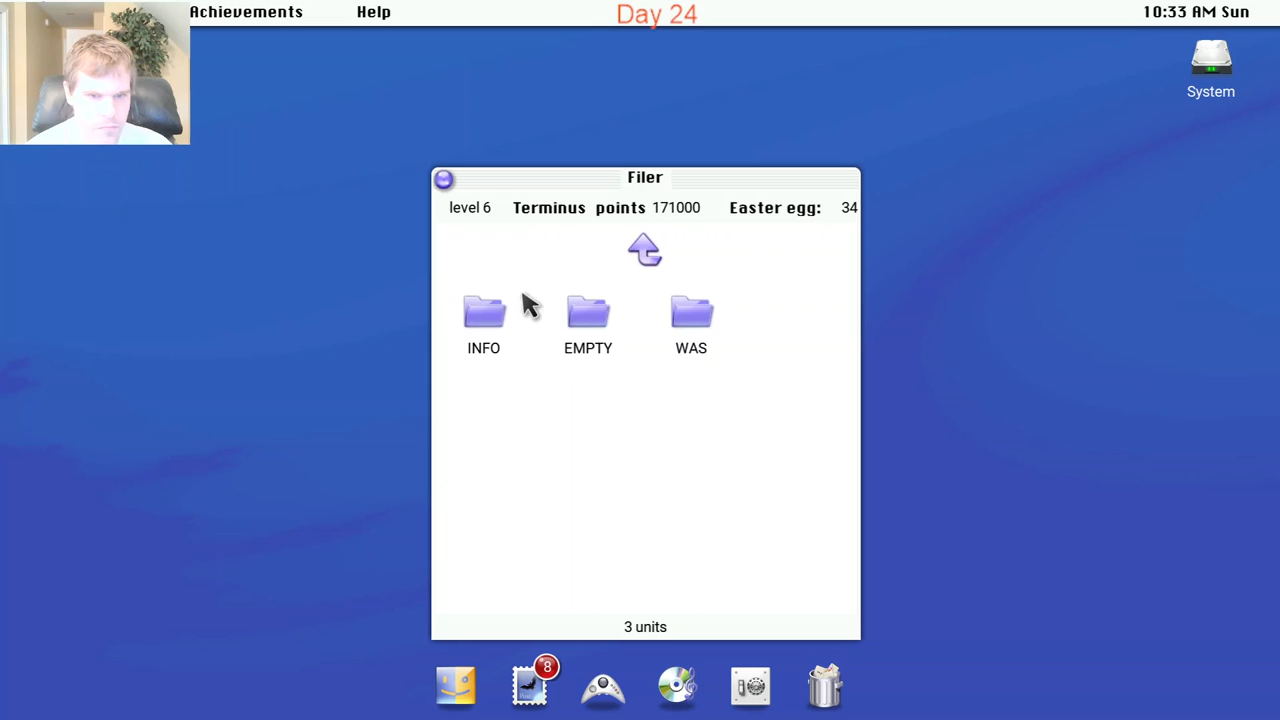 Achievements Help Day 24 10:33 AM Sun
System
Filer
level 6 Terminus points 171000 Easter egg: 34
INFO EMPTY WAS
3 units
8